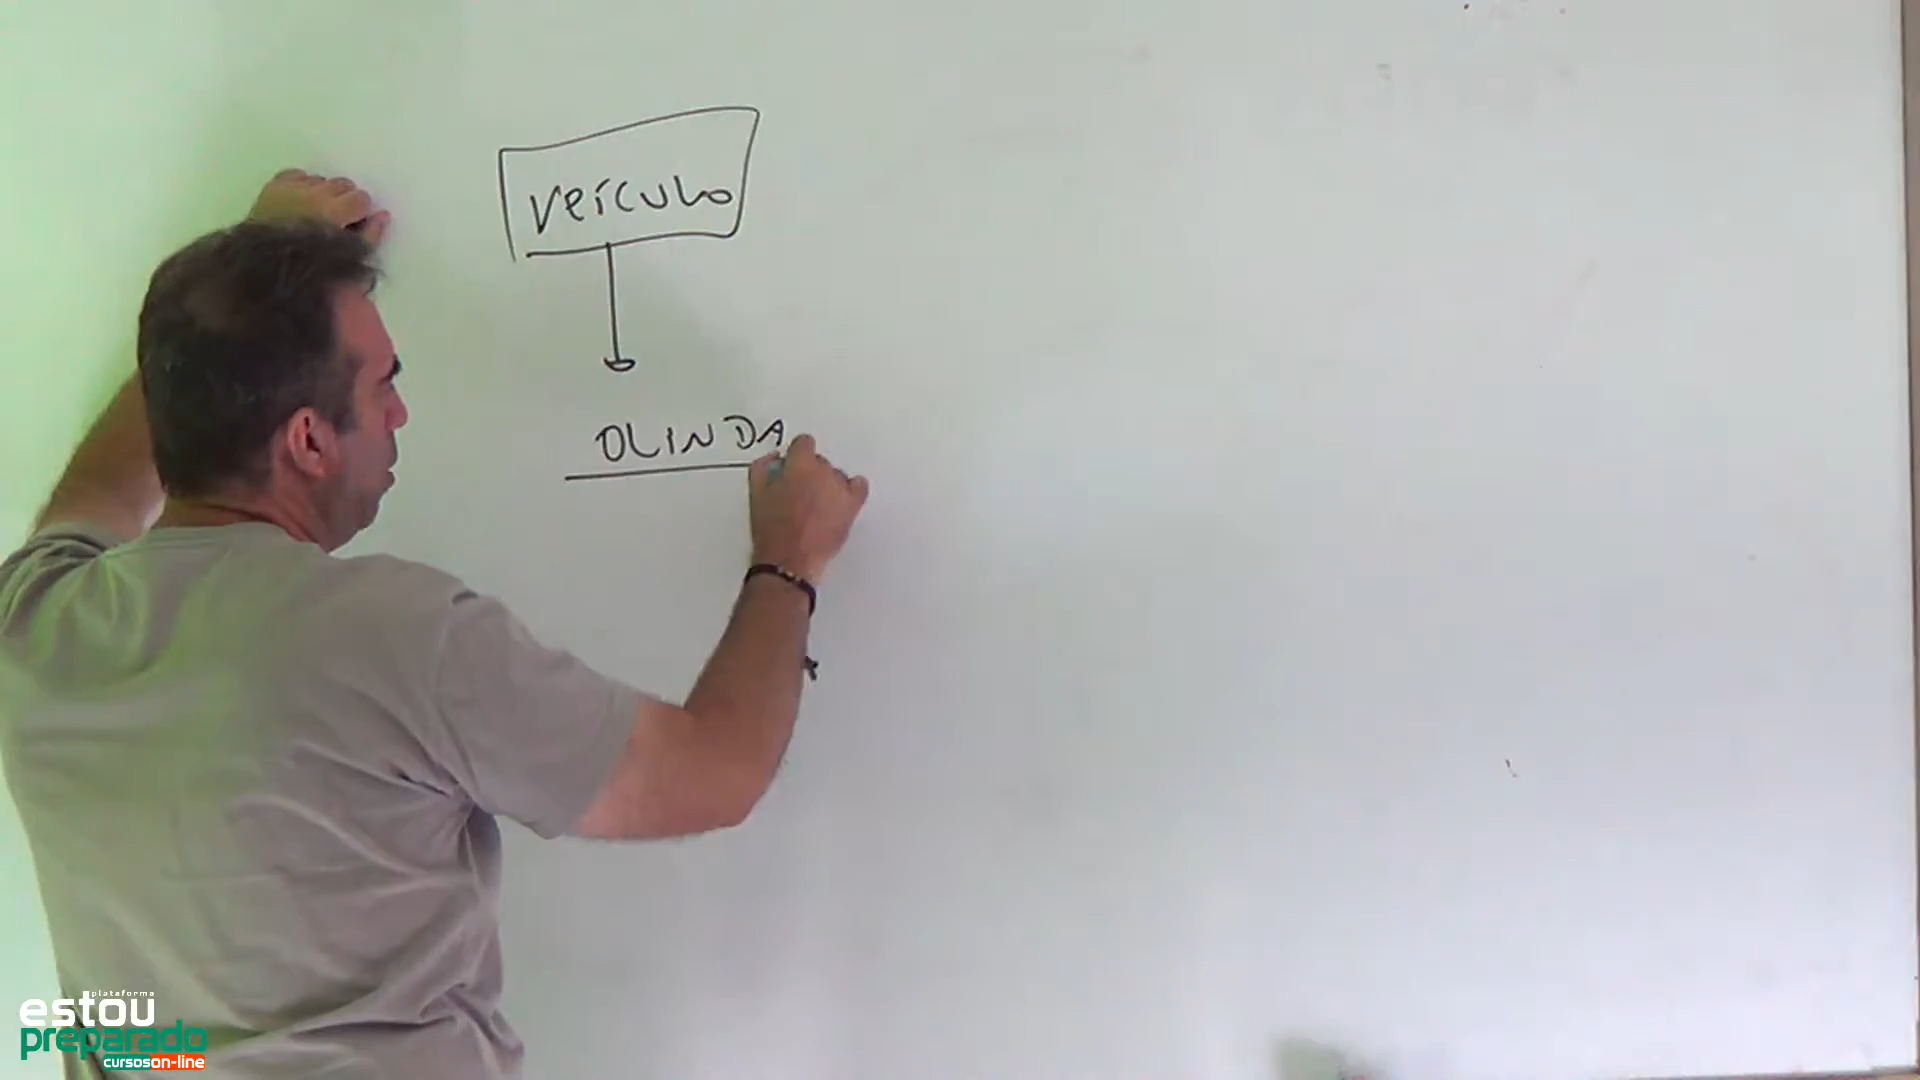 veículo
OLINDA
plataforma
estou
preparado
cursoson-line